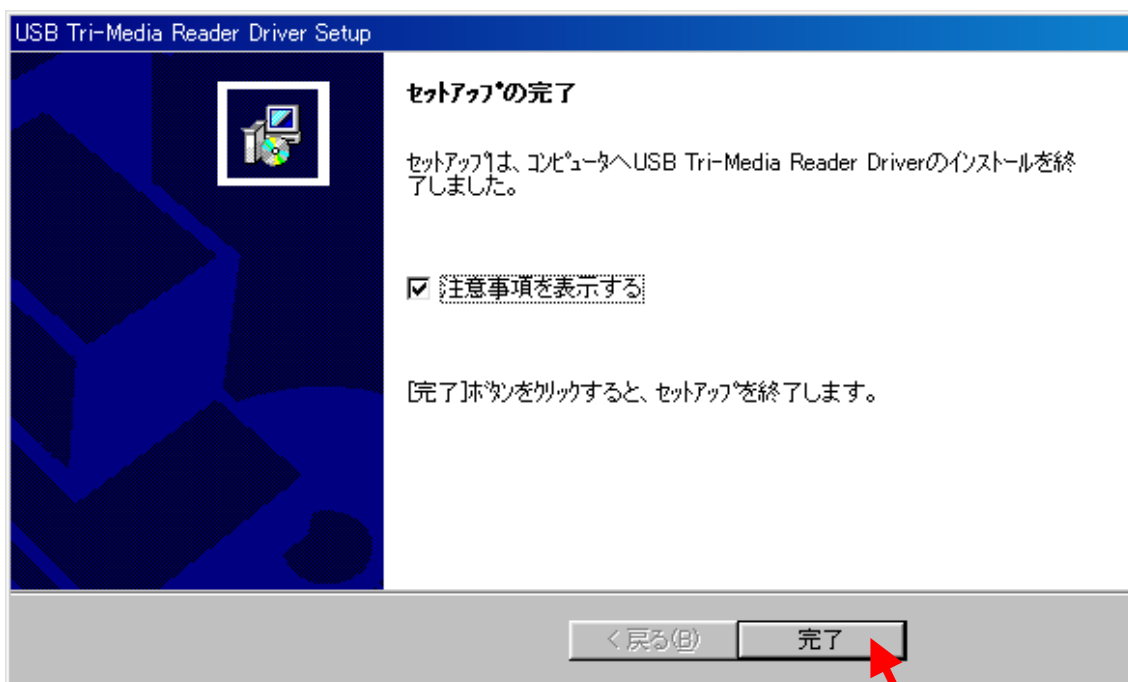 USB Tri-Media Reader Driver Setup
ｾｯﾄｱｯﾌﾟの完了
ｾｯﾄｱｯﾌﾟは、ｺﾝﾋﾟｭｰﾀへUSB Tri-Media Reader Driverのｲﾝｽﾄｰﾙを終
了しました。
注意事項を表示する
[完了]ﾎﾞﾀﾝをｸﾘｯｸすると、ｾｯﾄｱｯﾌﾟを終了します。
< 戻る(B)
完了